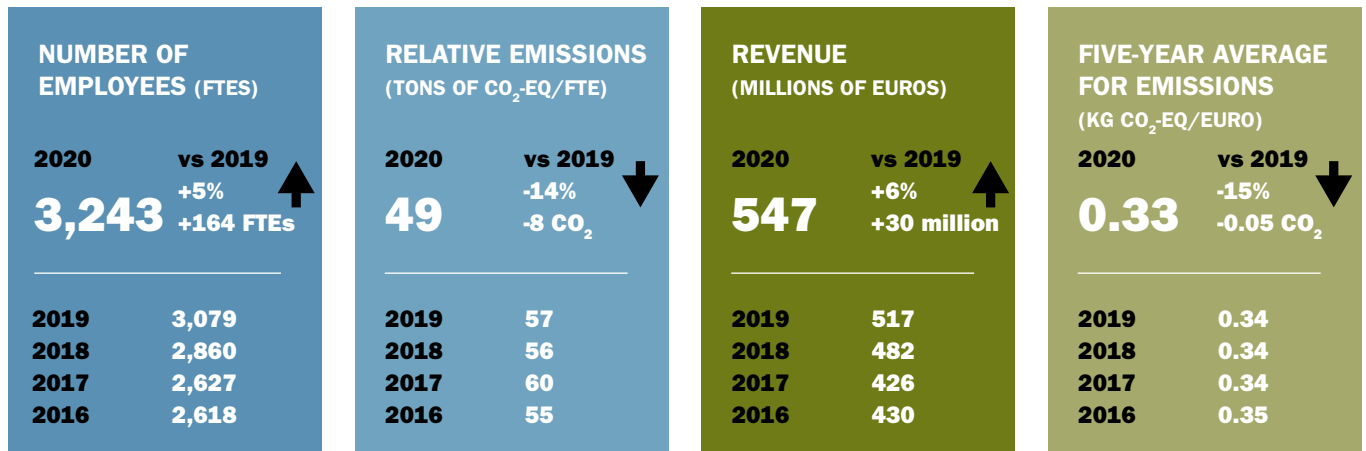 NUMBER OF
EMPLOYEES (FTES)
2020 vs 2019
+5%
3,243 +164 FTEs
2019 3,079
2018 2,860
2017 2,627
2016 2,618
RELATIVE EMISSIONS
(TONS OF CO₂-EQ/FTE)
2020 vs 2019
-14%
49 -8 CO₂
2019 57
2018 56
2017 60
2016 55
REVENUE
(MILLIONS OF EUROS)
2020 vs 2019
+6%
547 +30 million
2019 517
2018 482
2017 426
2016 430
FIVE-YEAR AVERAGE
FOR EMISSIONS
(KG CO₂-EQ/EURO)
2020 vs 2019
-15%
0.33 -0.05 CO₂
2019 0.34
2018 0.34
2017 0.34
2016 0.35